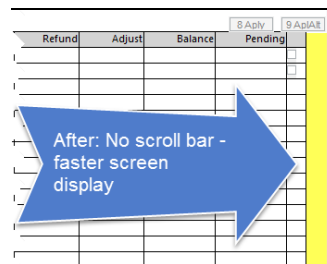 8 Aply 9 AplAlt
Refund Adjust Balance Pending
After: No scroll bar -
faster screen
display